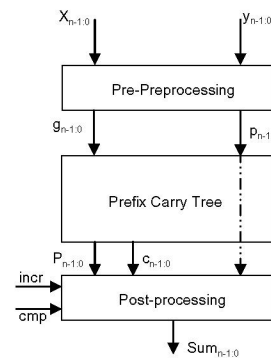 Xn-1:0 yn-1:0
Pre-Preprocessing
gn-1:0 pn-1
Prefix Carry Tree
Pn-1:0 cn-1:0
incr
cmp
Post-processing
Sumn-1:0